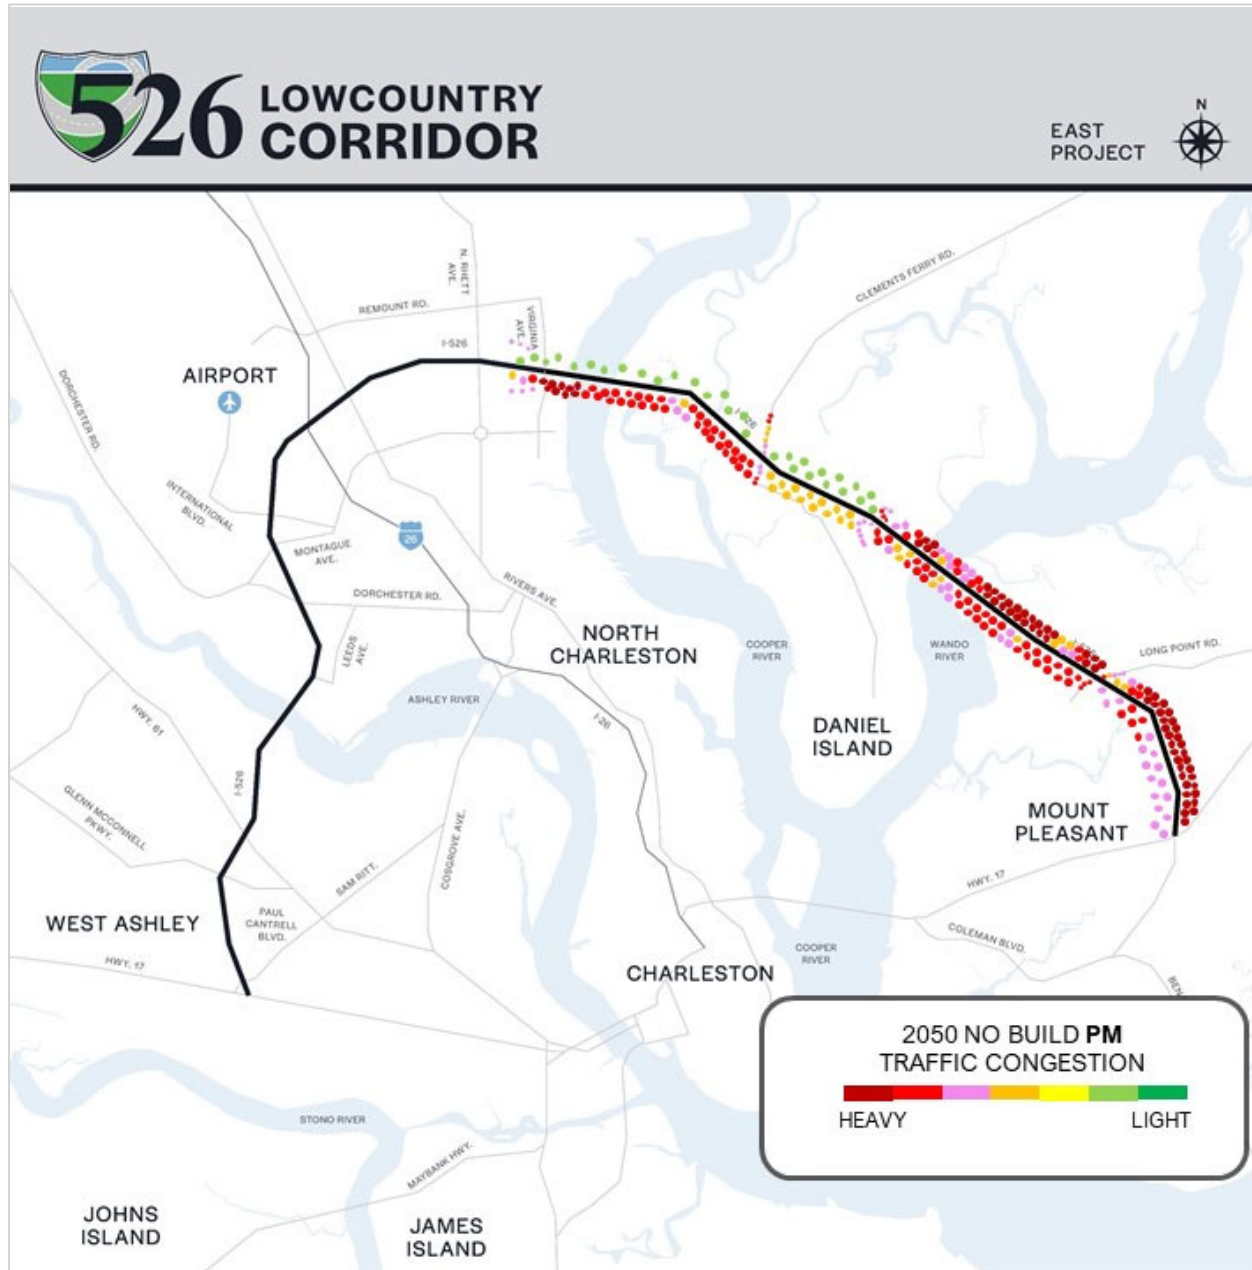 526 LOWCOUNTRY
CORRIDOR
EAST
PROJECT
N
CLEMENTS FERRY RD.
N. RHETT
AVE.
REMOUNT RD.
VIRGINIA
AVE.
I-526
AIRPORT
DORCHESTER RD.
I-526
INTERNATIONAL
BLVD.
26
MONTAGUE
AVE.
DORCHESTER RD.
RIVERS AVE.
LEEDS
AVE.
NORTH
CHARLESTON
COOPER
RIVER
WANDO
RIVER
I-526
LONG POINT RD.
ASHLEY RIVER
HWY. 61
I-26
DANIEL
ISLAND
I-526
GLENN MCCONNELL
PKWY.
MOUNT
PLEASANT
COSGROVE AVE.
SAM RITT.
HWY. 17
WEST ASHLEY
PAUL
CANTRELL
BLVD.
COLEMAN BLVD.
COOPER
RIVER
HWY. 17
CHARLESTON
BEN
2050 NO BUILD PM
TRAFFIC CONGESTION
HEAVY
LIGHT
STONO RIVER
MAYBANK HWY.
JOHNS
ISLAND
JAMES
ISLAND